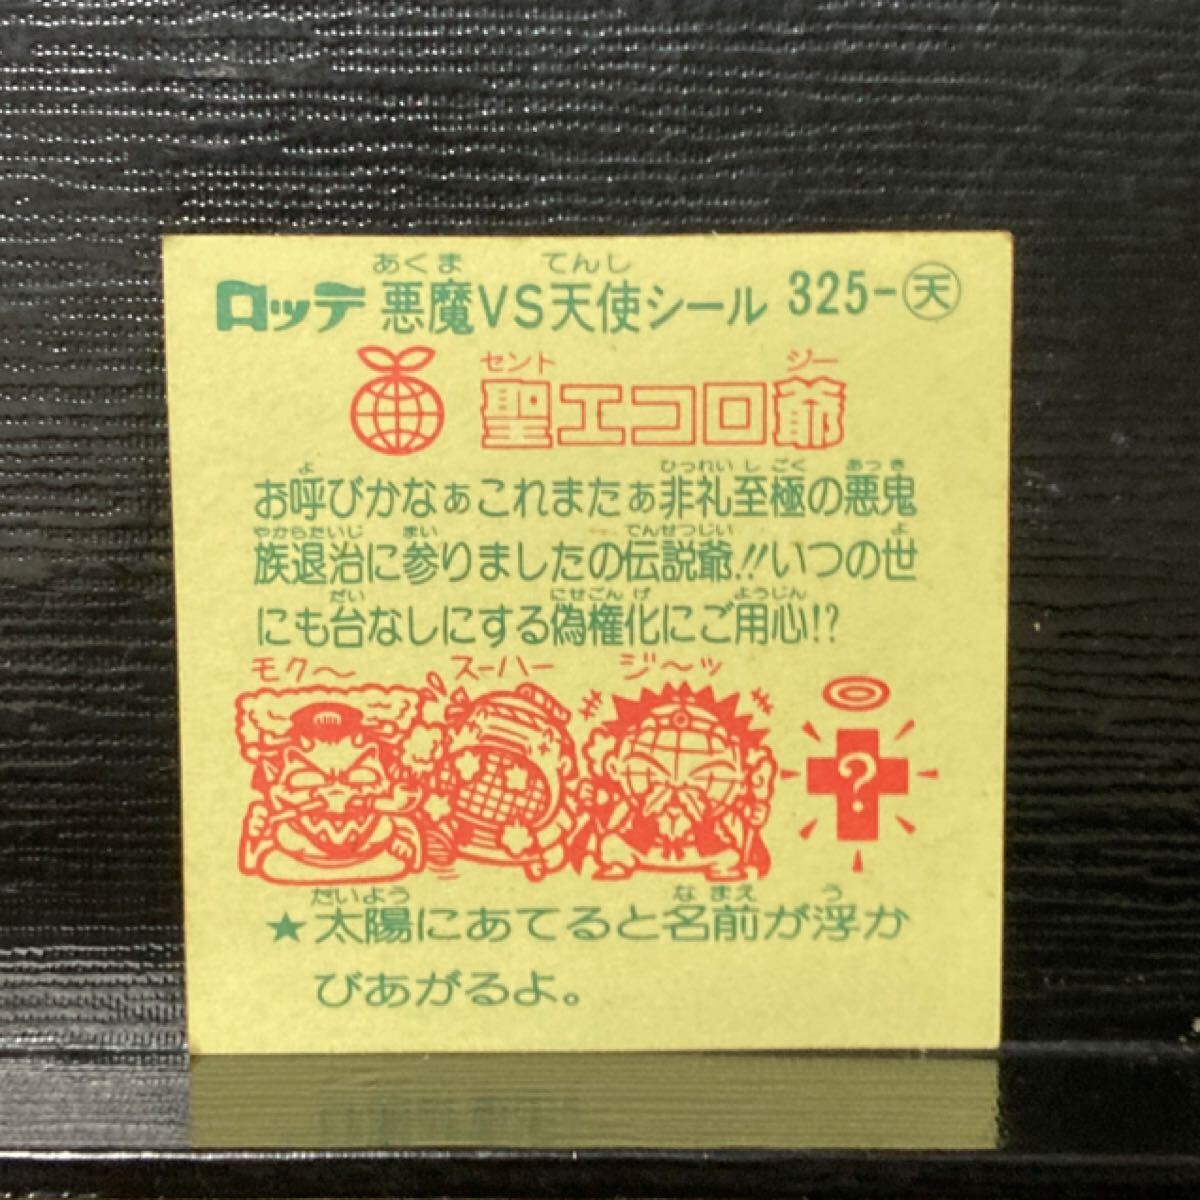 あくま てんし
ロッテ 悪魔VS天使シール 325-天
セント ジー
聖エコロ爺
よ ひつれいしごく あっき
お呼びかなぁこれまたぁ非礼至極の悪鬼
やからたいじ まい でんせつじい よ
族退治に参りましたの伝説爺!!いつの世
だい にせごんげ ようじん
にも台なしにする偽権化にご用心!?
モク〜 スーハー ジ〜ッ
?
たいよう なまえ う
★太陽にあてると名前が浮か
びあがるよ。